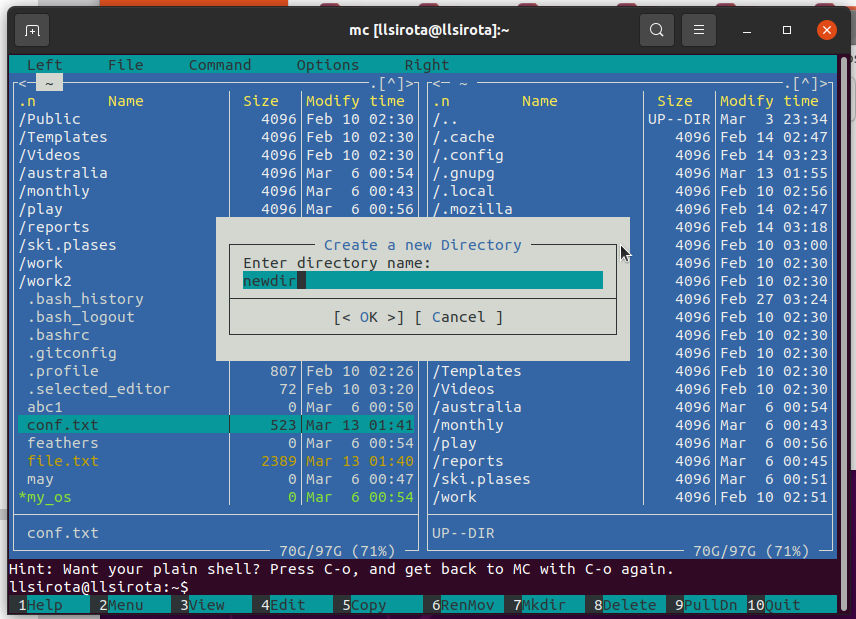 mc [llsirota@llsirota]:~
Left File Command Options Right
<─ ~ .[^]>
.n Name Size Modify time
/Public 4096 Feb 10 02:30
/Templates 4096 Feb 10 02:30
/Videos 4096 Feb 10 02:30
/australia 4096 Mar 6 00:54
/monthly 4096 Mar 6 00:43
/play 4096 Mar 6 00:56
/reports
/ski.plases
/work
/work2
.bash_history
.bash_logout
.bashrc
.gitconfig
.profile 807 Feb 10 02:26
.selected_editor 72 Feb 10 03:20
abc1 0 Mar 6 00:50
conf.txt 523 Mar 13 01:41
feathers 0 Mar 6 00:54
file.txt 2389 Mar 13 01:40
may 0 Mar 6 00:47
*my_os 0 Mar 6 00:54
conf.txt
70G/97G (71%)
<─ ~ .[^]>
.n Name Size Modify time
/.. UP--DIR Mar 3 23:34
/.cache 4096 Feb 14 02:47
/.config 4096 Feb 14 03:23
/.gnupg 4096 Mar 13 01:55
/.local 4096 Feb 10 02:56
/.mozilla 4096 Feb 14 02:47
4096 Feb 14 03:18
4096 Feb 10 03:00
4096 Feb 10 02:30
4096 Feb 10 02:30
4096 Feb 27 03:24
4096 Feb 10 02:30
4096 Feb 10 02:30
4096 Feb 10 02:30
/Templates 4096 Feb 10 02:30
/Videos 4096 Feb 10 02:30
/australia 4096 Mar 6 00:54
/monthly 4096 Mar 6 00:43
/play 4096 Mar 6 00:56
/reports 4096 Mar 6 00:45
/ski.plases 4096 Mar 6 00:51
/work 4096 Feb 10 02:51
UP--DIR
70G/97G (71%)
Create a new Directory
Enter directory name:
newdir
[< OK >] [ Cancel ]
Hint: Want your plain shell? Press C-o, and get back to MC with C-o again.
llsirota@llsirota:~$
1Help 2Menu 3View 4Edit 5Copy 6RenMov 7Mkdir 8Delete 9PullDn 10Quit